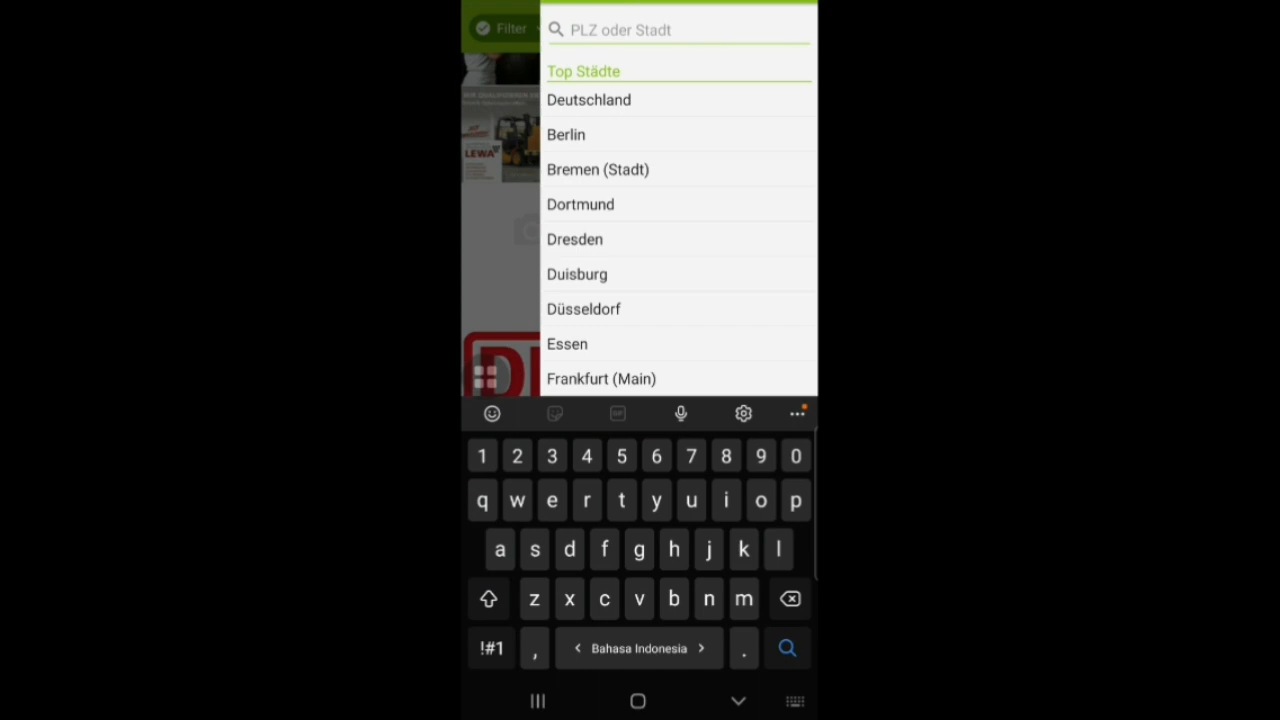 Filter
PLZ oder Stadt
Top Städte
Deutschland
Berlin
Bremen (Stadt)
Dortmund
Dresden
Duisburg
Düsseldorf
Essen
Frankfurt (Main)
LEWA
1 2 3 4 5 6 7 8 9 0
q w e r t y u i o p
a s d f g h j k l
z x c v b n m
!#1 , < Bahasa Indonesia > .